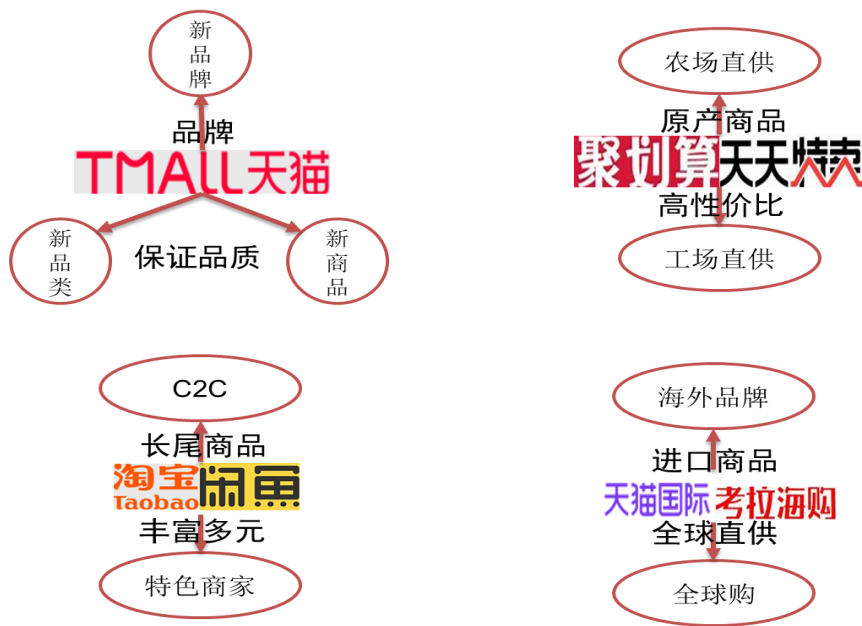 新
品
牌
品牌
TMALL天猫
新
品
类
保证品质
新
商
品
农场直供
原产商品
聚划算天天特卖
高性价比
工场直供
C2C
长尾商品
淘宝
Taobao
闲鱼
丰富多元
特色商家
海外品牌
进口商品
天猫国际 考拉海购
全球直供
全球购